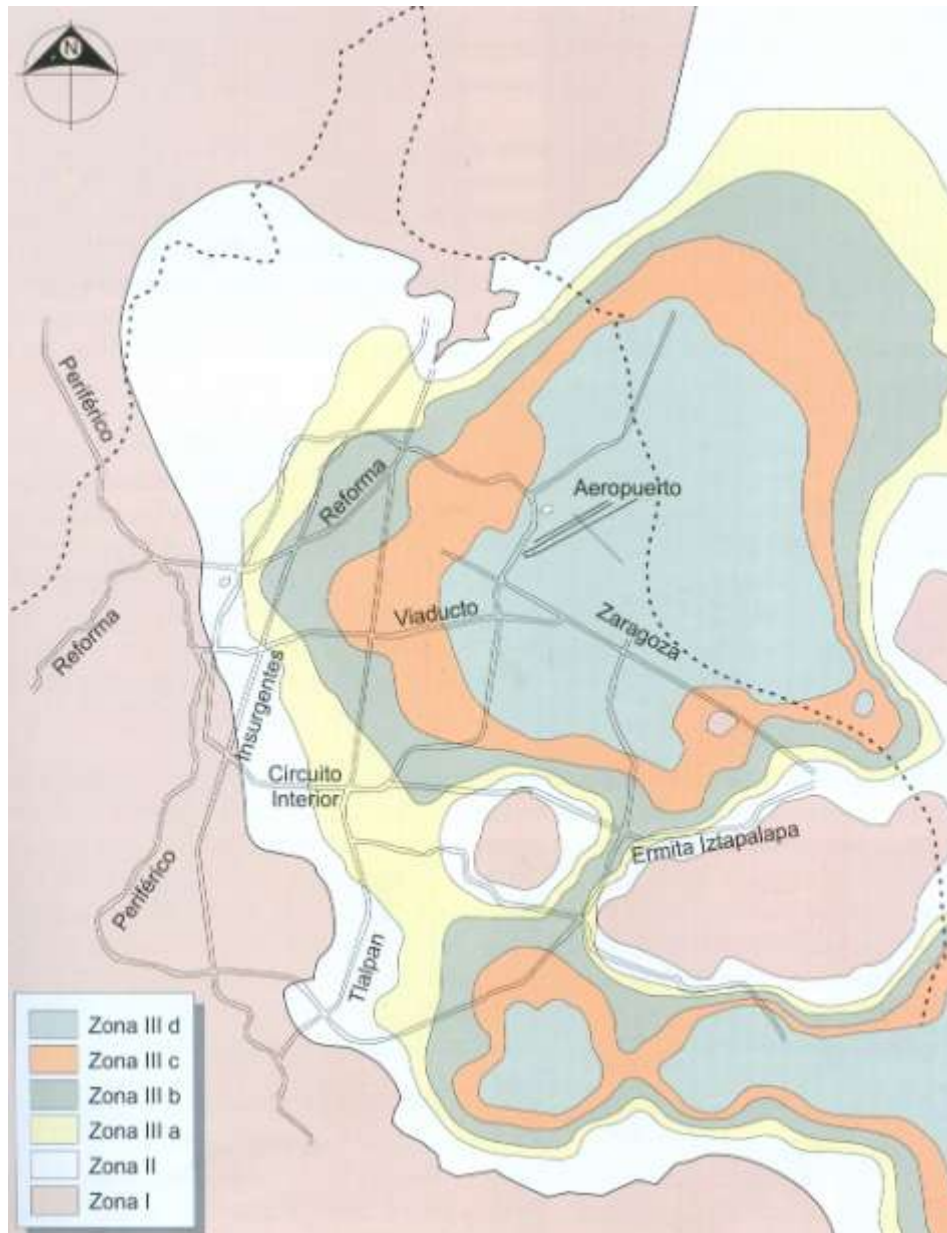 N
Periférico
Reforma
Aeropuerto
Reforma
Viaducto
Zaragoza
Insurgentes
Circuito
Interior
Ermita Iztapalapa
Periférico
Tlalpan
Zona III d
Zona III c
Zona III b
Zona III a
Zona II
Zona I